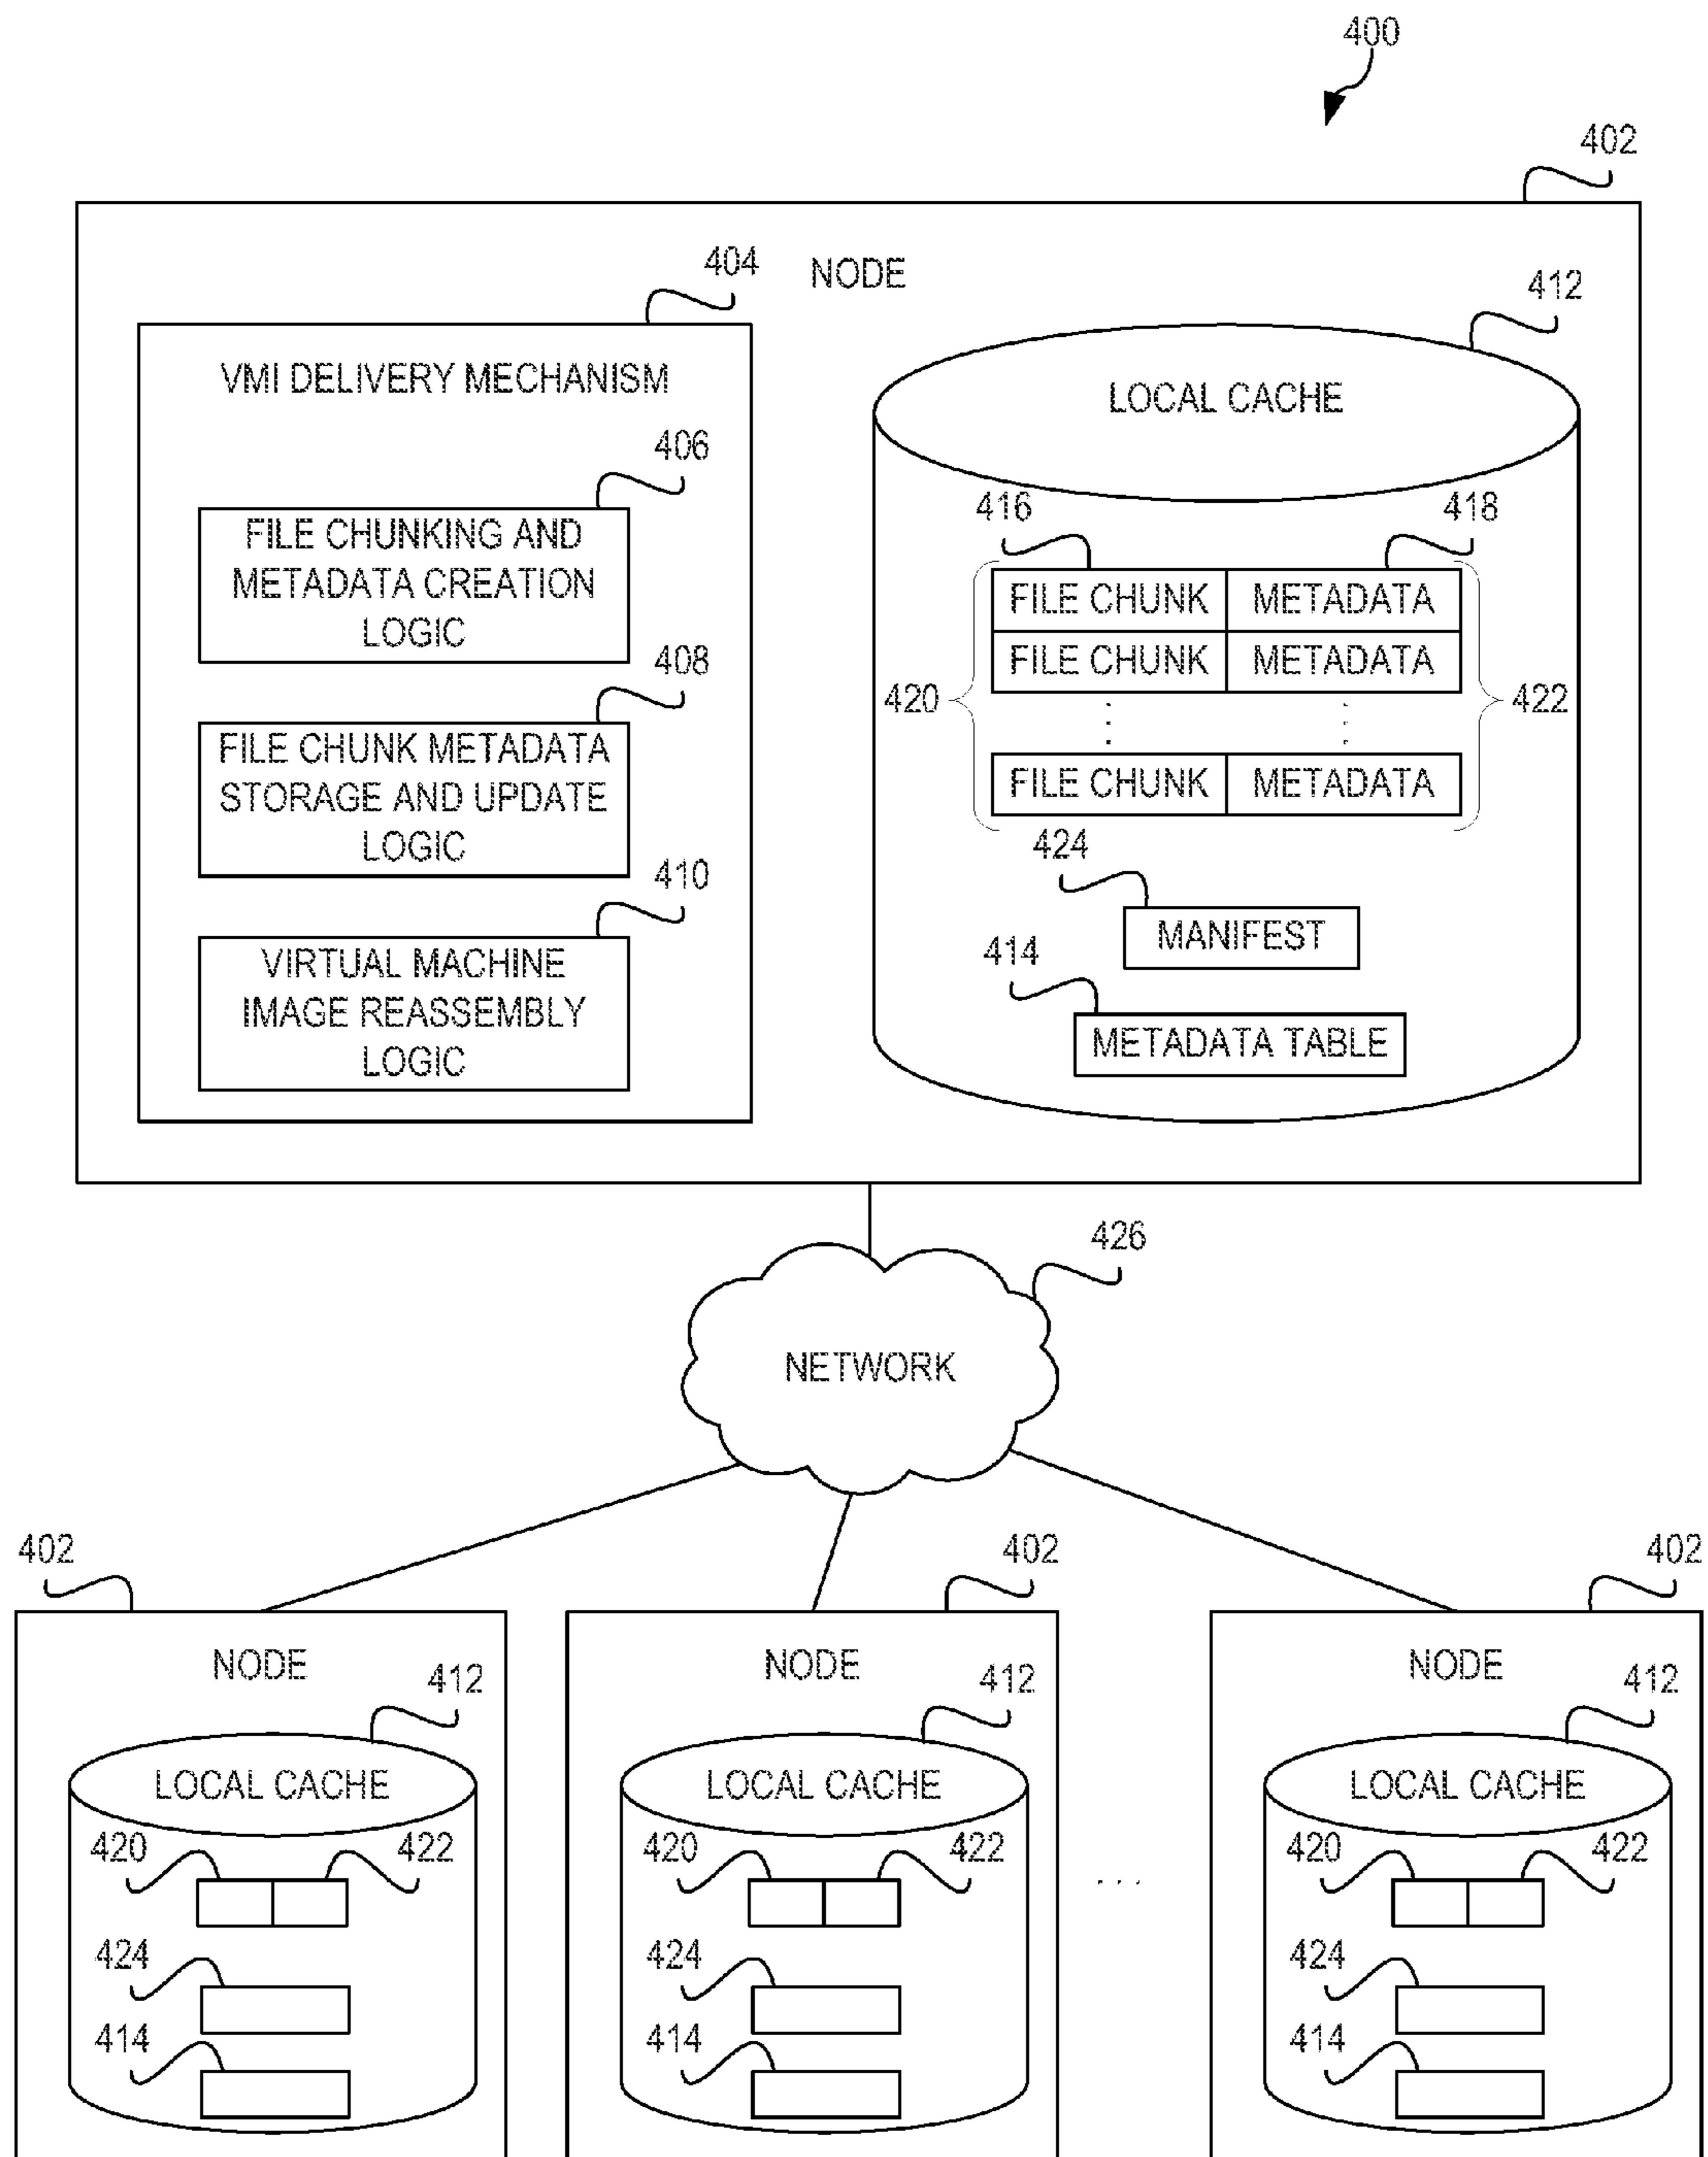 400
402
404
NODE
412
VMI DELIVERY MECHANISM
LOCAL CACHE
406
416
418
FILE CHUNKING AND
METADATA CREATION
LOGIC
FILE CHUNK METADATA
FILE CHUNK METADATA
420
422
FILE CHUNK METADATA
408
FILE CHUNK METADATA
STORAGE AND UPDATE
LOGIC
424
MANIFEST
410
VIRTUAL MACHINE
IMAGE REASSEMBLY
LOGIC
414
METADATA TABLE
426
NETWORK
402
402
402
NODE
412
LOCAL CACHE
420
422
424
414
NODE
412
LOCAL CACHE
420
422
424
414
. . .
NODE
412
LOCAL CACHE
420
422
424
414